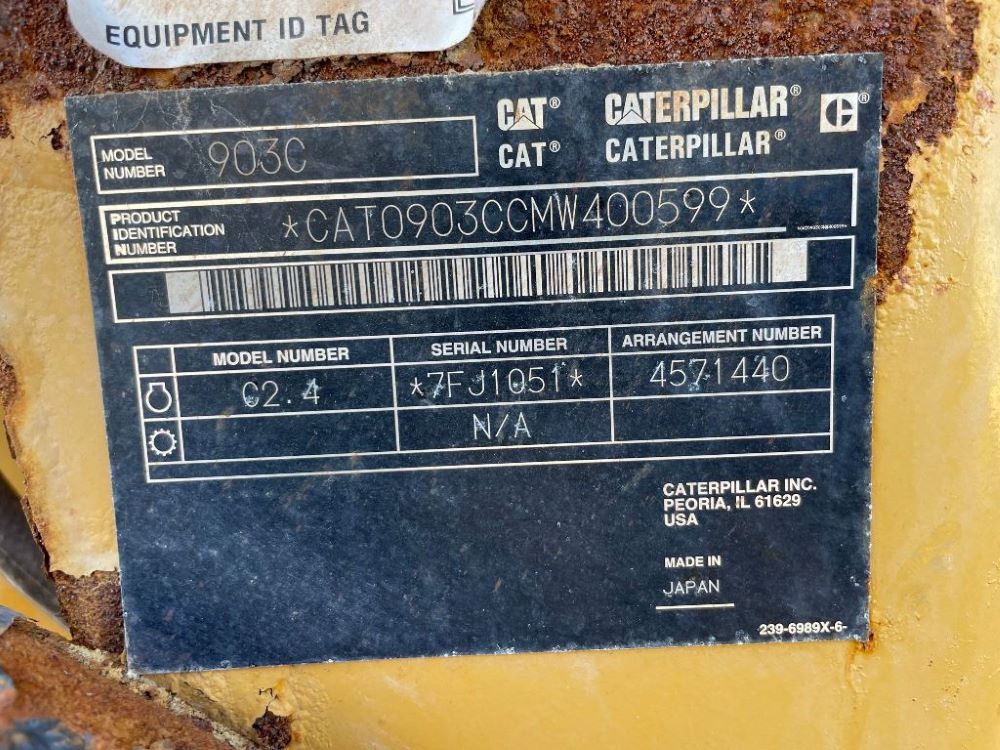 EQUIPMENT ID TAG
CAT® CATERPILLAR® ®
CAT® CATERPILLAR®
MODEL NUMBER 903C
PRODUCT IDENTIFICATION NUMBER *CAT0903CCMW400599*
MODEL NUMBER SERIAL NUMBER ARRANGEMENT NUMBER
C2.4 *7FJ1051* 4571440
N/A
CATERPILLAR INC.
PEORIA, IL 61629
USA
MADE IN
JAPAN
239-6989X-6-